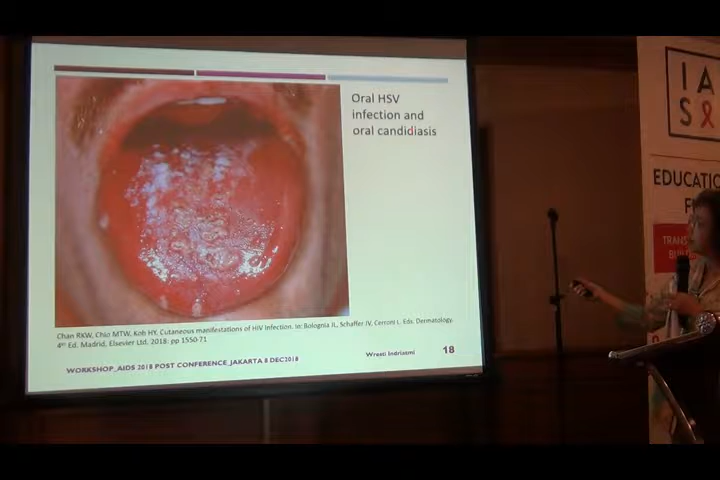 Oral HSV
infection and
oral candidiasis
Chan RKW, Chio MTW, Koh HY. Cutaneous manifestations of HIV Infection. In: Bolognia JL, Schaffer JV, Cerroni L. Eds. Dermatology.
4th Ed. Madrid, Elsevier Ltd. 2018: pp 1550-71
WORKSHOP_AIDS 2018 POST CONFERENCE_JAKARTA 8 DEC2018
Wresti Indriatmi
18
IA
S
EDUCATIO
F
TRANS
BUIL